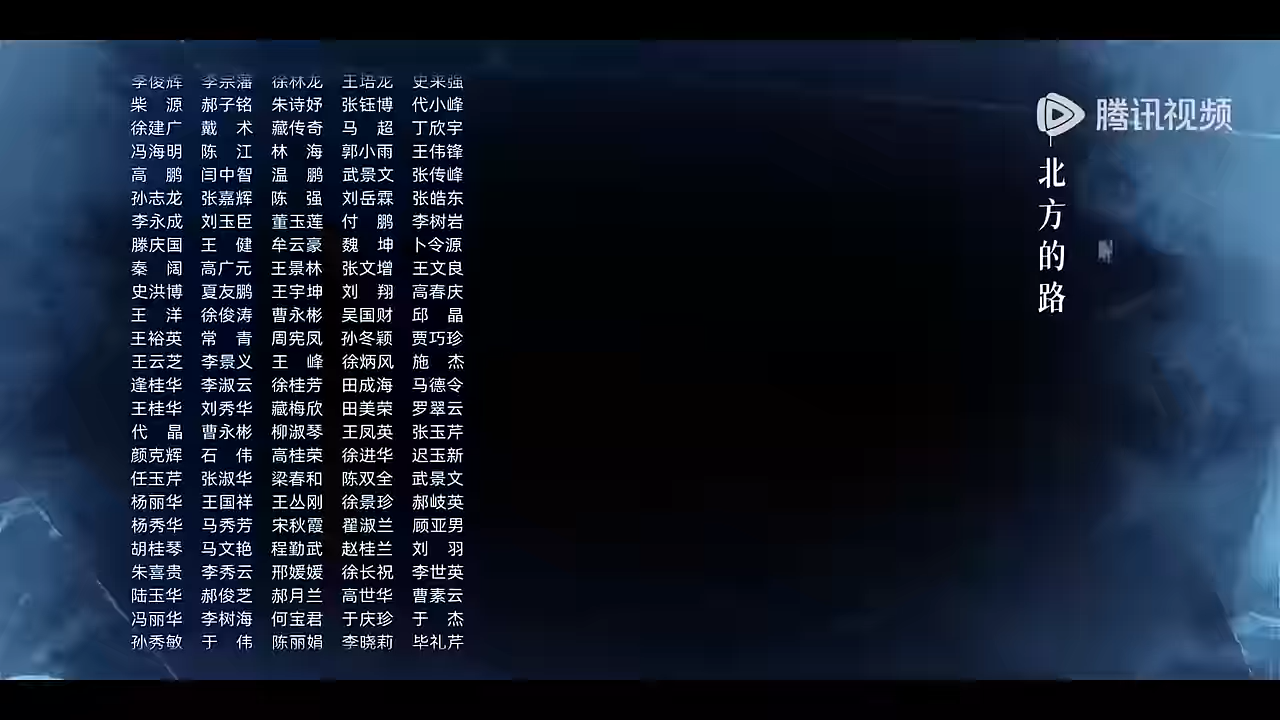 李俊辉 李宗藩 徐林龙 王培龙 史来强
柴 源 郝子铭 朱诗妤 张钰博 代小峰
徐建广 戴 术 藏传奇 马 超 丁欣宇
冯海明 陈 江 林 海 郭小雨 王伟锋
高 鹏 闫中智 温 鹏 武景文 张传峰
孙志龙 张嘉辉 陈 强 刘岳霖 张皓东
李永成 刘玉臣 董玉莲 付 鹏 李树岩
滕庆国 王 健 牟云豪 魏 坤 卜令源
秦 阔 高广元 王景林 张文增 王文良
史洪博 夏友鹏 王宇坤 刘 翔 高春庆
王 洋 徐俊涛 曹永彬 吴国财 邱 晶
王裕英 常 青 周宪凤 孙冬颖 贾巧珍
王云芝 李景义 王 峰 徐炳风 施 杰
逄桂华 李淑云 徐桂芳 田成海 马德令
王桂华 刘秀华 藏梅欣 田美荣 罗翠云
代 晶 曹永彬 柳淑琴 王凤英 张玉芹
颜克辉 石 伟 高桂荣 徐进华 迟玉新
任玉芹 张淑华 梁春和 陈双全 武景文
杨丽华 王国祥 王丛刚 徐景珍 郝岐英
杨秀华 马秀芳 宋秋霞 翟淑兰 顾亚男
胡桂琴 马文艳 程勤武 赵桂兰 刘 羽
朱喜贵 李秀云 邢媛媛 徐长祝 李世英
陆玉华 郝俊芝 郝月兰 高世华 曹素云
冯丽华 李树海 何宝君 于庆珍 于 杰
孙秀敏 于 伟 陈丽娟 李晓莉 毕礼芹
腾讯视频
北方的路